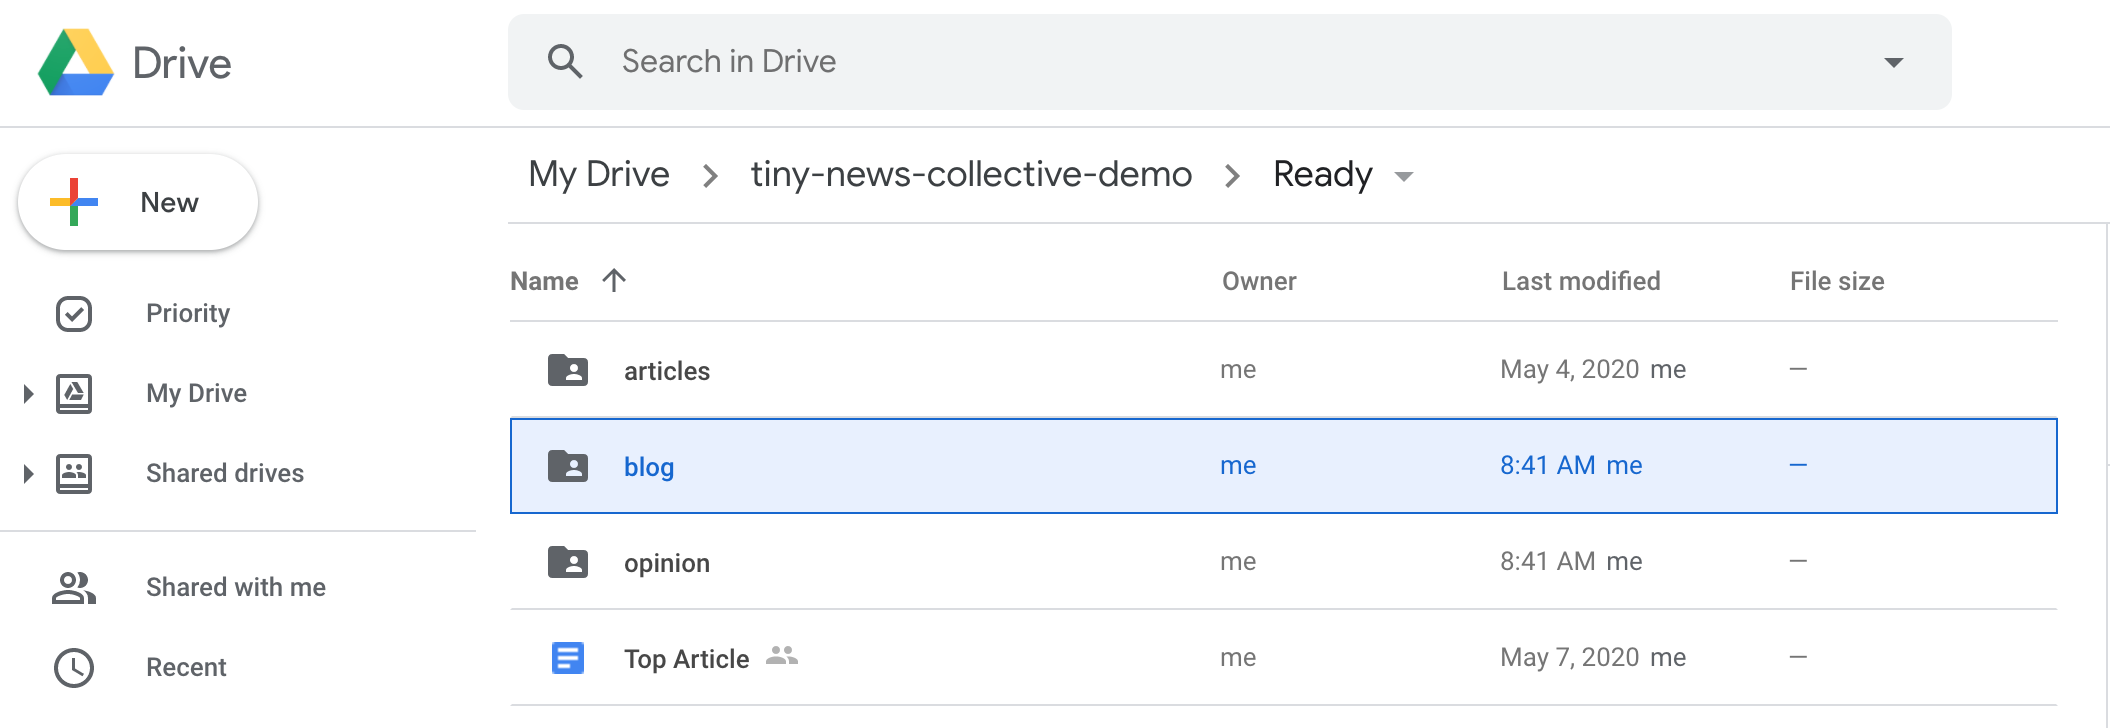 Drive
Search in Drive
New
My Drive
tiny-news-collective-demo
Ready
Priority
My Drive
Shared drives
Shared with me
Recent
Name Owner Last modified File size
articles me May 4, 2020 me —
blog me 8:41 AM me —
opinion me 8:41 AM me —
Top Article me May 7, 2020 me —